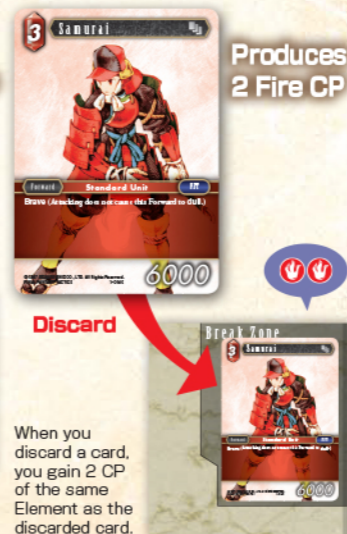 3 Samurai
Produces
2 Fire CP
Forward Standard Unit
Brave (Attacking does not cause this Forward to dull.)
6000
Discard
Break Zone
3 Samurai
Forward Standard Unit
6000
When you
discard a card,
you gain 2 CP
of the same
Element as the
discarded card.